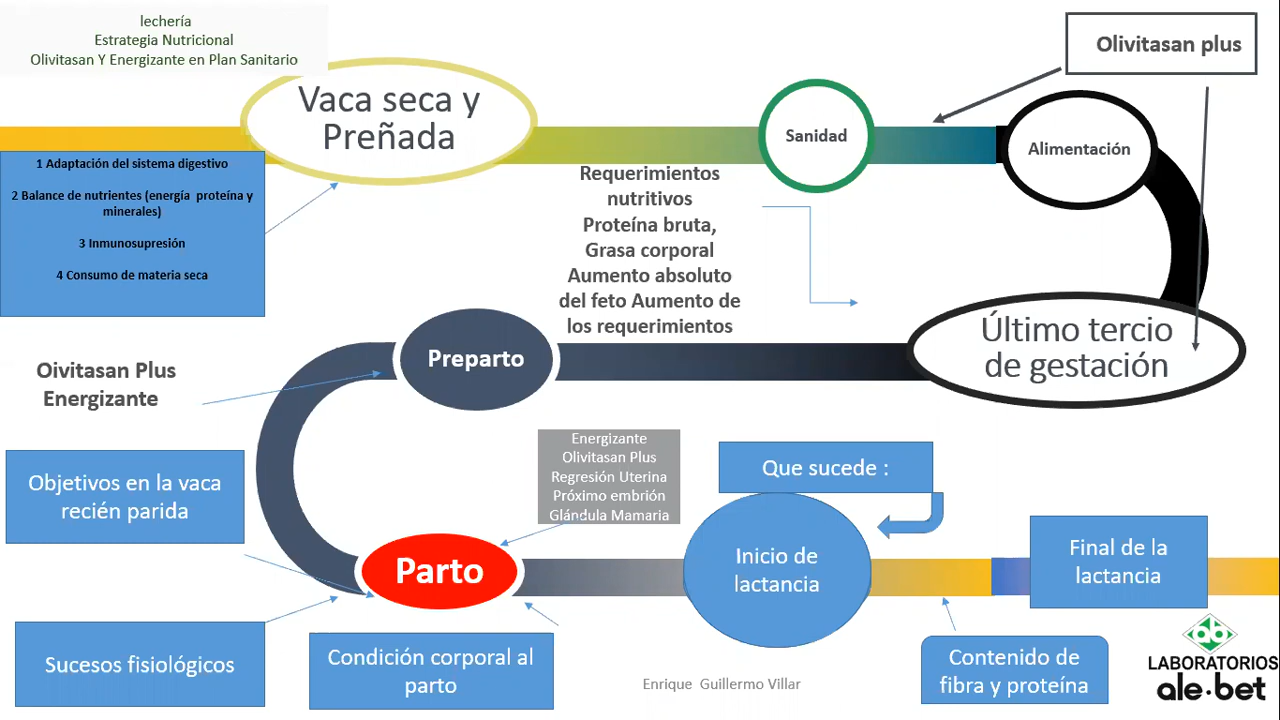 lechería
Estrategia Nutricional
Olivitasan Y Energizante en Plan Sanitario
Olivitasan plus
Vaca seca y
Preñada
Sanidad
Alimentación
1 Adaptación del sistema digestivo
2 Balance de nutrientes (energía proteína y
minerales)
3 Inmunosupresión
4 Consumo de materia seca
Requerimientos
nutritivos
Proteína bruta,
Grasa corporal
Aumento absoluto
del feto Aumento de
los requerimientos
Último tercio
de gestación
Preparto
Oivitasan Plus
Energizante
Energizante
Olivitasan Plus
Regresión Uterina
Próximo embrión
Glándula Mamaria
Que sucede :
Objetivos en la vaca
recién parida
Parto
Inicio de
lactancia
Final de la
lactancia
Sucesos fisiológicos
Condición corporal al
parto
Contenido de
fibra y proteína
Enrique Guillermo Villar
ab
LABORATORIOS
ale·bet